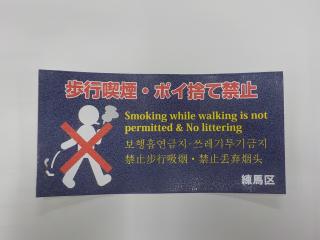 歩行喫煙・ポイ捨て禁止
Smoking while walking is not
permitted & No littering
보행흡연금지·쓰레기투기금지
禁止步行吸烟・禁止丢弃烟头
練馬区